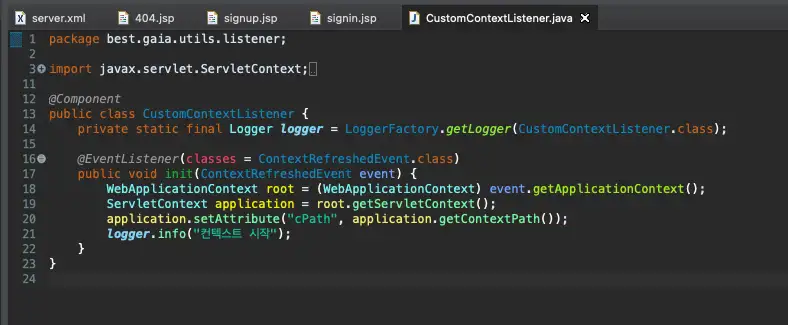 server.xml 404.jsp signup.jsp signin.jsp CustomContextListener.java
1 package best.gaia.utils.listener;
2
3 import javax.servlet.ServletContext;
11
12 @Component
13 public class CustomContextListener {
14 private static final Logger logger = LoggerFactory.getLogger(CustomContextListener.class);
15
16 @EventListener(classes = ContextRefreshedEvent.class)
17 public void init(ContextRefreshedEvent event) {
18 WebApplicationContext root = (WebApplicationContext) event.getApplicationContext();
19 ServletContext application = root.getServletContext();
20 application.setAttribute("cPath", application.getContextPath());
21 logger.info("컨텍스트 시작");
22 }
23 }
24